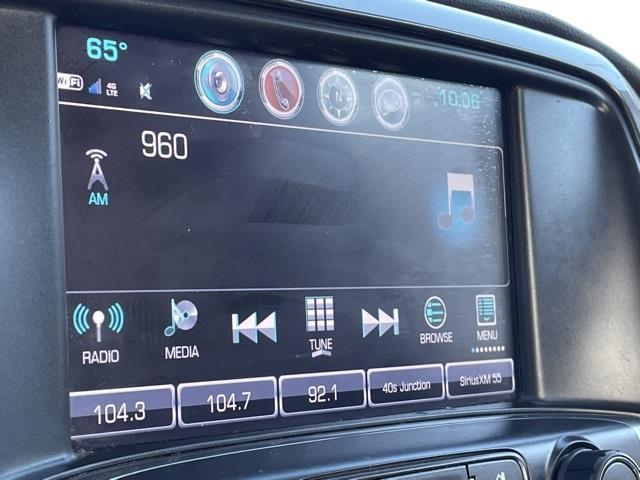 65°
WiFi 4G LTE N 10:06
960
AM
RADIO MEDIA TUNE BROWSE MENU
104.3 104.7 92.1 40s Junction SiriusXM 55